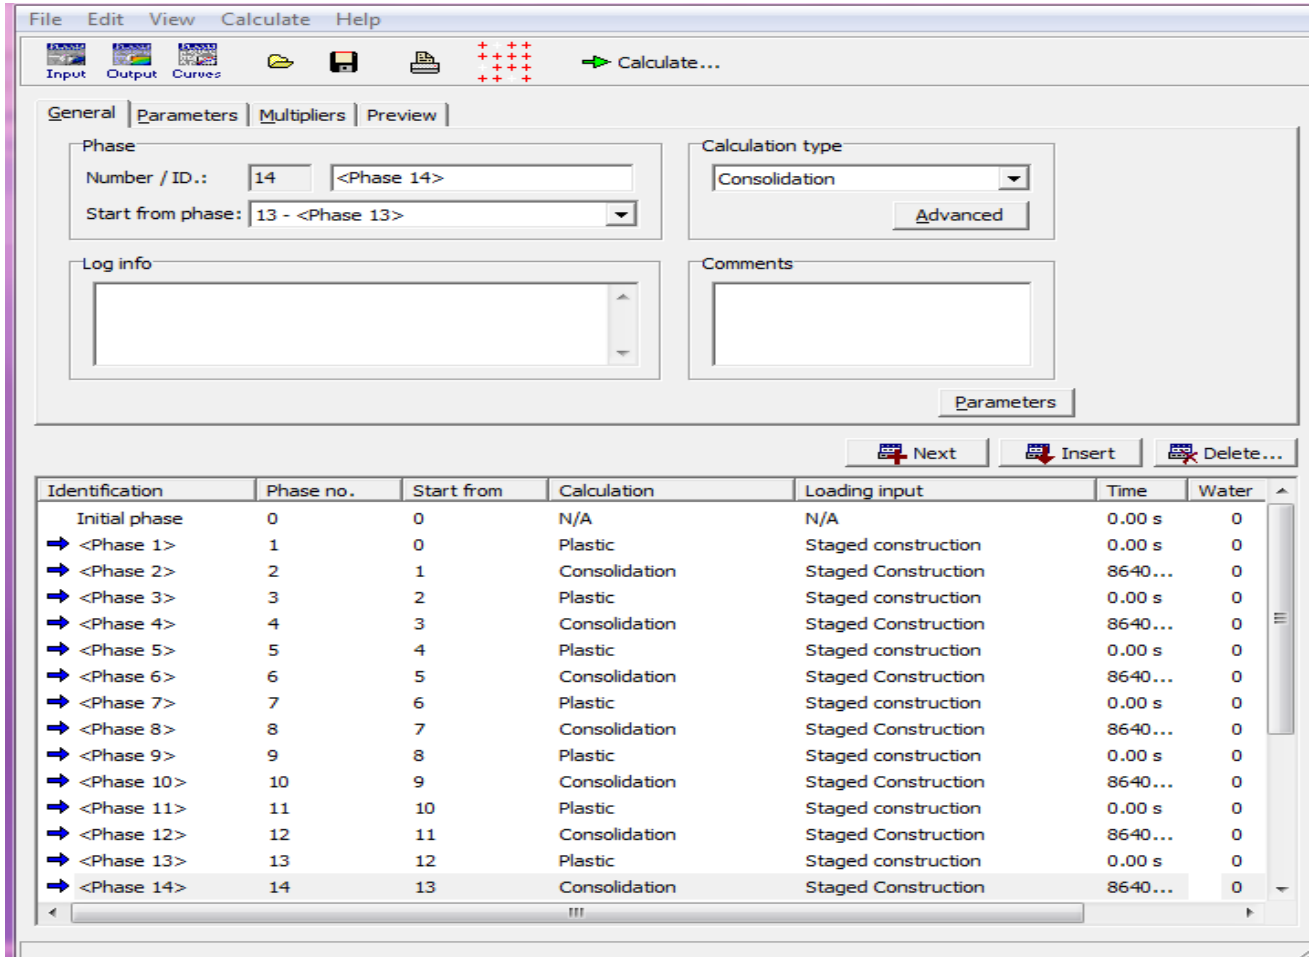 File Edit View Calculate Help
Input Output Curves Calculate...
General Parameters Multipliers Preview
Phase Calculation type
Number / ID.: 14 <Phase 14> Consolidation
Start from phase: 13 - <Phase 13> Advanced
Log info Comments
Parameters
Next Insert Delete...
Identification Phase no. Start from Calculation Loading input Time Water
Initial phase 0 0 N/A N/A 0.00 s 0
<Phase 1> 1 0 Plastic Staged construction 0.00 s 0
<Phase 2> 2 1 Consolidation Staged Construction 8640... 0
<Phase 3> 3 2 Plastic Staged construction 0.00 s 0
<Phase 4> 4 3 Consolidation Staged Construction 8640... 0
<Phase 5> 5 4 Plastic Staged construction 0.00 s 0
<Phase 6> 6 5 Consolidation Staged Construction 8640... 0
<Phase 7> 7 6 Plastic Staged construction 0.00 s 0
<Phase 8> 8 7 Consolidation Staged Construction 8640... 0
<Phase 9> 9 8 Plastic Staged construction 0.00 s 0
<Phase 10> 10 9 Consolidation Staged Construction 8640... 0
<Phase 11> 11 10 Plastic Staged construction 0.00 s 0
<Phase 12> 12 11 Consolidation Staged Construction 8640... 0
<Phase 13> 13 12 Plastic Staged construction 0.00 s 0
<Phase 14> 14 13 Consolidation Staged Construction 8640... 0